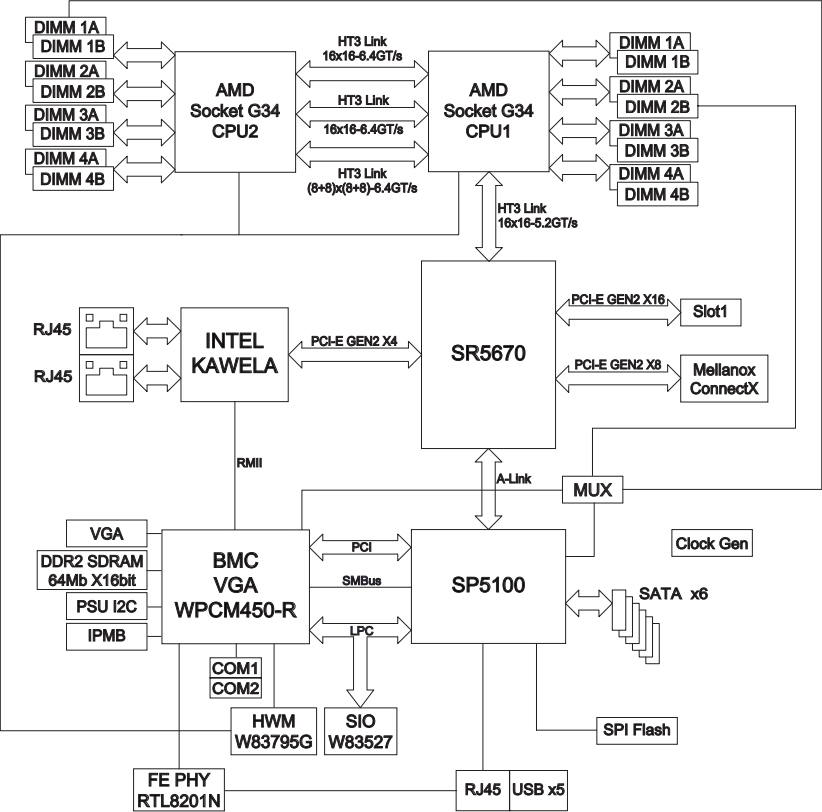 DIMM 1A
DIMM 1B
DIMM 2A
DIMM 2B
DIMM 3A
DIMM 3B
DIMM 4A
DIMM 4B
AMD
Socket G34
CPU2
HT3 Link
16x16-6.4GT/s
HT3 Link
16x16-6.4GT/s
HT3 Link
(8+8)x(8+8)-6.4GT/s
AMD
Socket G34
CPU1
DIMM 1A
DIMM 1B
DIMM 2A
DIMM 2B
DIMM 3A
DIMM 3B
DIMM 4A
DIMM 4B
HT3 Link
16x16-5.2GT/s
RJ45
RJ45
INTEL
KAWELA
PCI-E GEN2 X4
SR5670
PCI-E GEN2 X16
Slot1
PCI-E GEN2 X8
Mellanox
ConnectX
RMII
A-Link
MUX
VGA
DDR2 SDRAM
64Mb X16bit
PSU I2C
IPMB
BMC
VGA
WPCM450-R
PCI
SMBus
LPC
SP5100
Clock Gen
SATA x6
COM1
COM2
HWM
W83795G
SIO
W83527
SPI Flash
FE PHY
RTL8201N
RJ45
USB x5